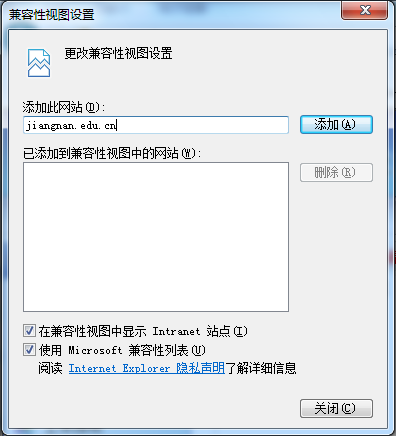 兼容性视图设置
更改兼容性视图设置
添加此网站(D):
jiangnan.edu.cn
添加(A)
已添加到兼容性视图中的网站(W):
删除(R)
在兼容性视图中显示 Intranet 站点(I)
使用 Microsoft 兼容性列表(U)
阅读 Internet Explorer 隐私声明了解详细信息
关闭(C)